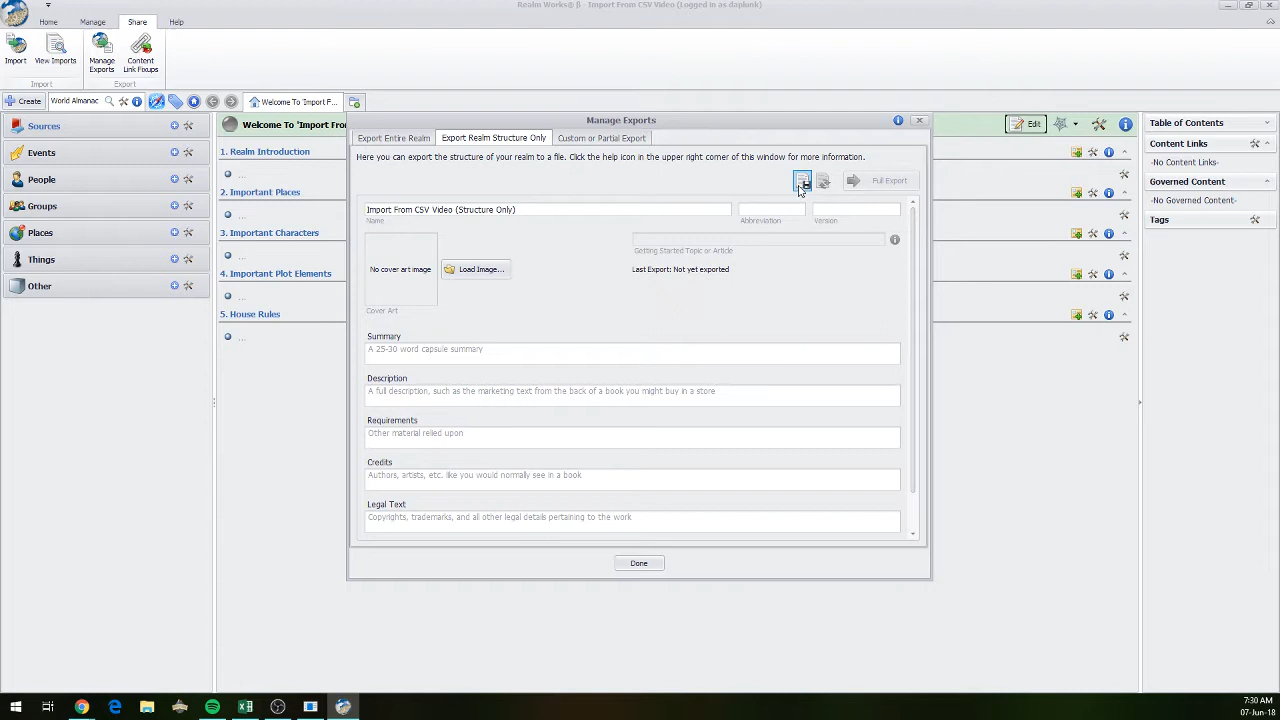 Realm Works® β - Import From CSV Video (Logged in as daplunk)
Home Manage Share Help
Import View Imports Manage Exports Content Link Fixups
Import Export
Create World Almanac Welcome To 'Import F...
Sources
Events
People
Groups
Places
Things
Other
Welcome To 'Import Fro
Edit
1. Realm Introduction
...
2. Important Places
...
3. Important Characters
...
4. Important Plot Elements
...
5. House Rules
...
Manage Exports
Export Entire Realm Export Realm Structure Only Custom or Partial Export
Here you can export the structure of your realm to a file. Click the help icon in the upper right corner of this window for more information.
Full Export
Import From CSV Video (Structure Only)
Name Abbreviation Version
No cover art image Load Image...
Getting Started Topic or Article
Last Export: Not yet exported
Cover Art
Summary
A 25-30 word capsule summary
Description
A full description, such as the marketing text from the back of a book you might buy in a store
Requirements
Other material relied upon
Credits
Authors, artists, etc. like you would normally see in a book
Legal Text
Copyrights, trademarks, and all other legal details pertaining to the work
Done
Table of Contents
Content Links
-No Content Links-
Governed Content
-No Governed Content-
Tags
7:30 AM
07-Jun-18